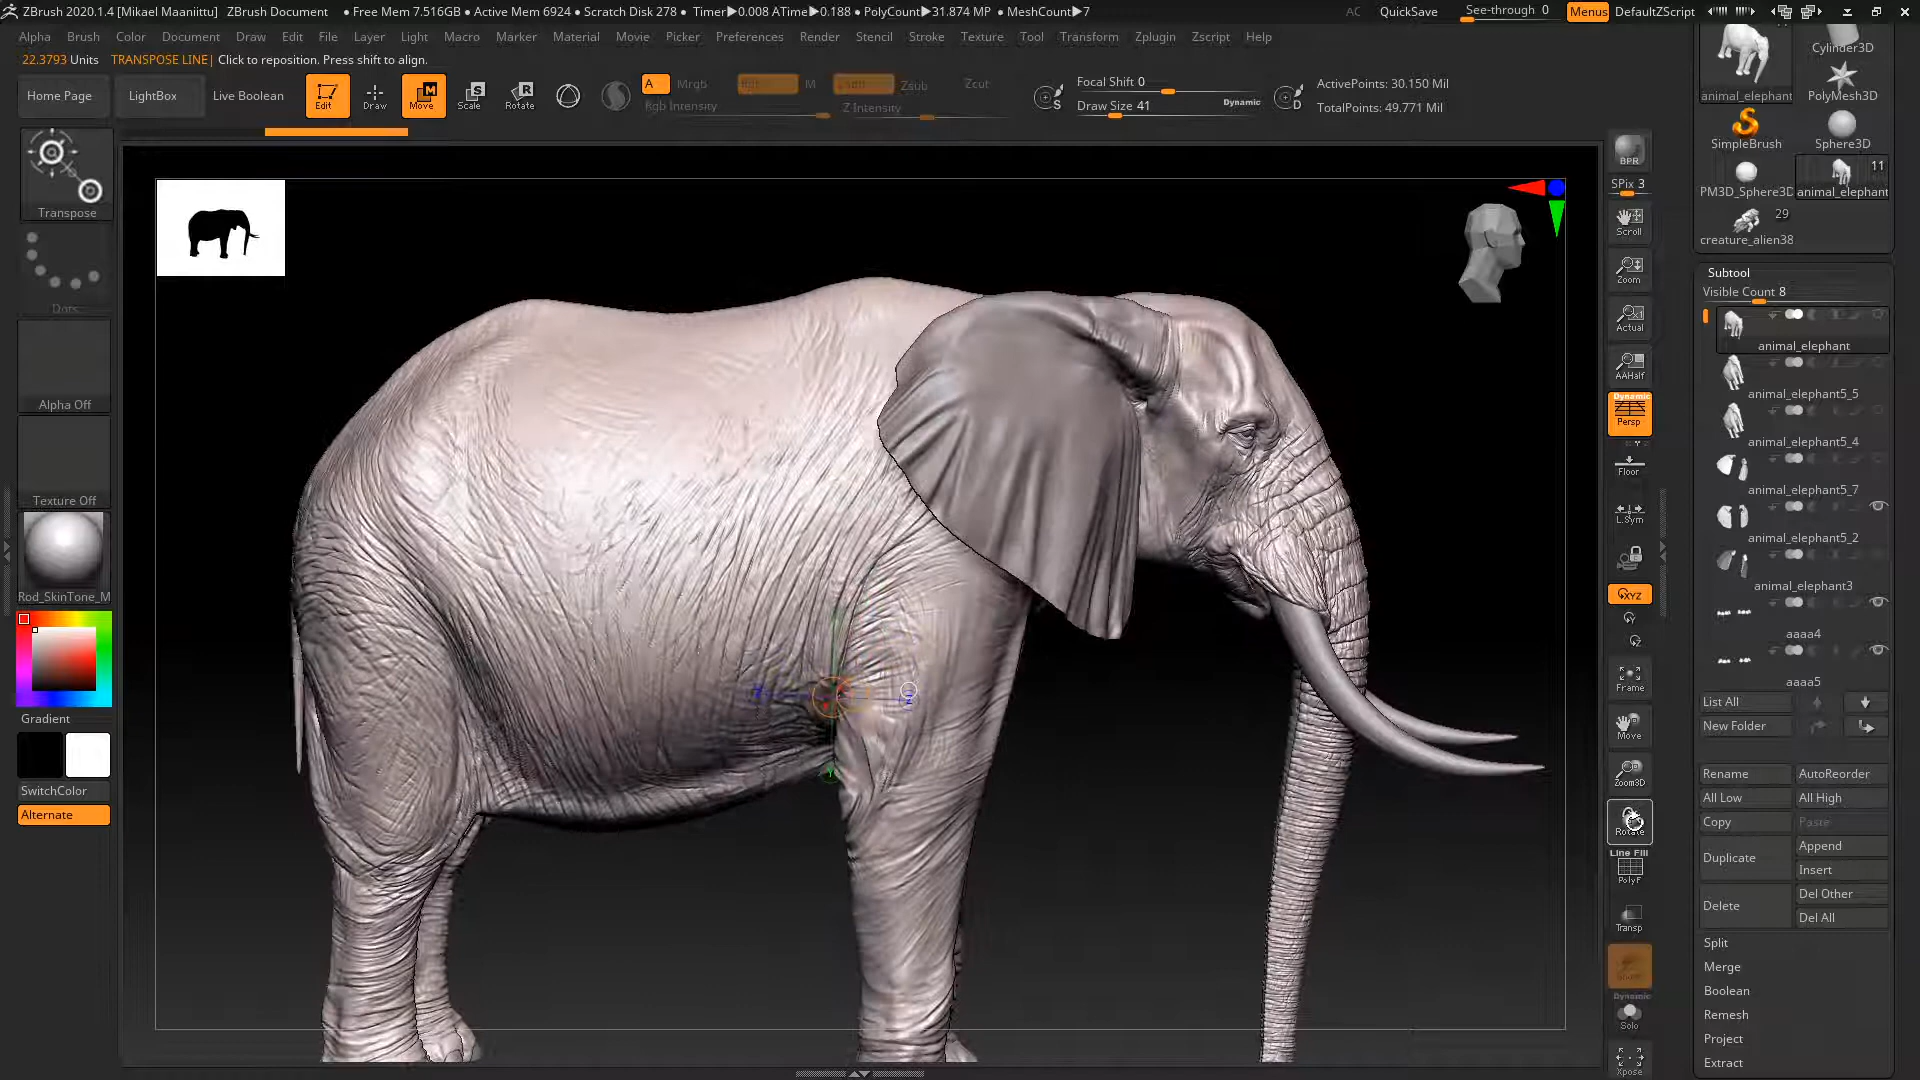 ZBrush 2020.1.4 [Mikael Maaniittu] ZBrush Document • Free Mem 7.516GB • Active Mem 6924 • Scratch Disk 278 • Timer▶0.008 ATime▶0.188 • PolyCount▶31.874 MP • MeshCount▶7 AC QuickSave See-through 0 Menus DefaultZScript
Alpha Brush Color Document Draw Edit File Layer Light Macro Marker Material Movie Picker Preferences Render Stencil Stroke Texture Tool Transform Zplugin Zscript Help
22.3793 Units TRANSPOSE LINE| Click to reposition. Press shift to align.
Home Page LightBox Live Boolean Edit Draw Move Scale Rotate
A Mrgb M Zsub Zcut
Rgb Intensity Z Intensity
S Focal Shift 0
Draw Size 41 Dynamic
D ActivePoints: 30.150 Mil
TotalPoints: 49.771 Mil
Transpose
Dots
Alpha Off
Texture Off
Rod_SkinTone_M
Gradient
SwitchColor
Alternate
Z
Y
BPR
SPix 3
Scroll
Zoom
Actual
AAHalf
Dynamic
Persp
Floor
L.Sym
XYZ
Frame
Move
Zoom3D
Rotate
Line Fill
PolyF
Transp
Dynamic
Solo
Xpose
animal_elephant
Cylinder3D
PolyMesh3D
SimpleBrush
Sphere3D
PM3D_Sphere3D
11
animal_elephant
29
creature_alien38
Subtool
Visible Count 8
animal_elephant
animal_elephant5_5
animal_elephant5_4
animal_elephant5_7
animal_elephant5_2
animal_elephant3
aaaa4
aaaa5
List All
New Folder
Rename AutoReorder
All Low All High
Copy Paste
Duplicate Append
Insert
Delete Del Other
Del All
Split
Merge
Boolean
Remesh
Project
Extract